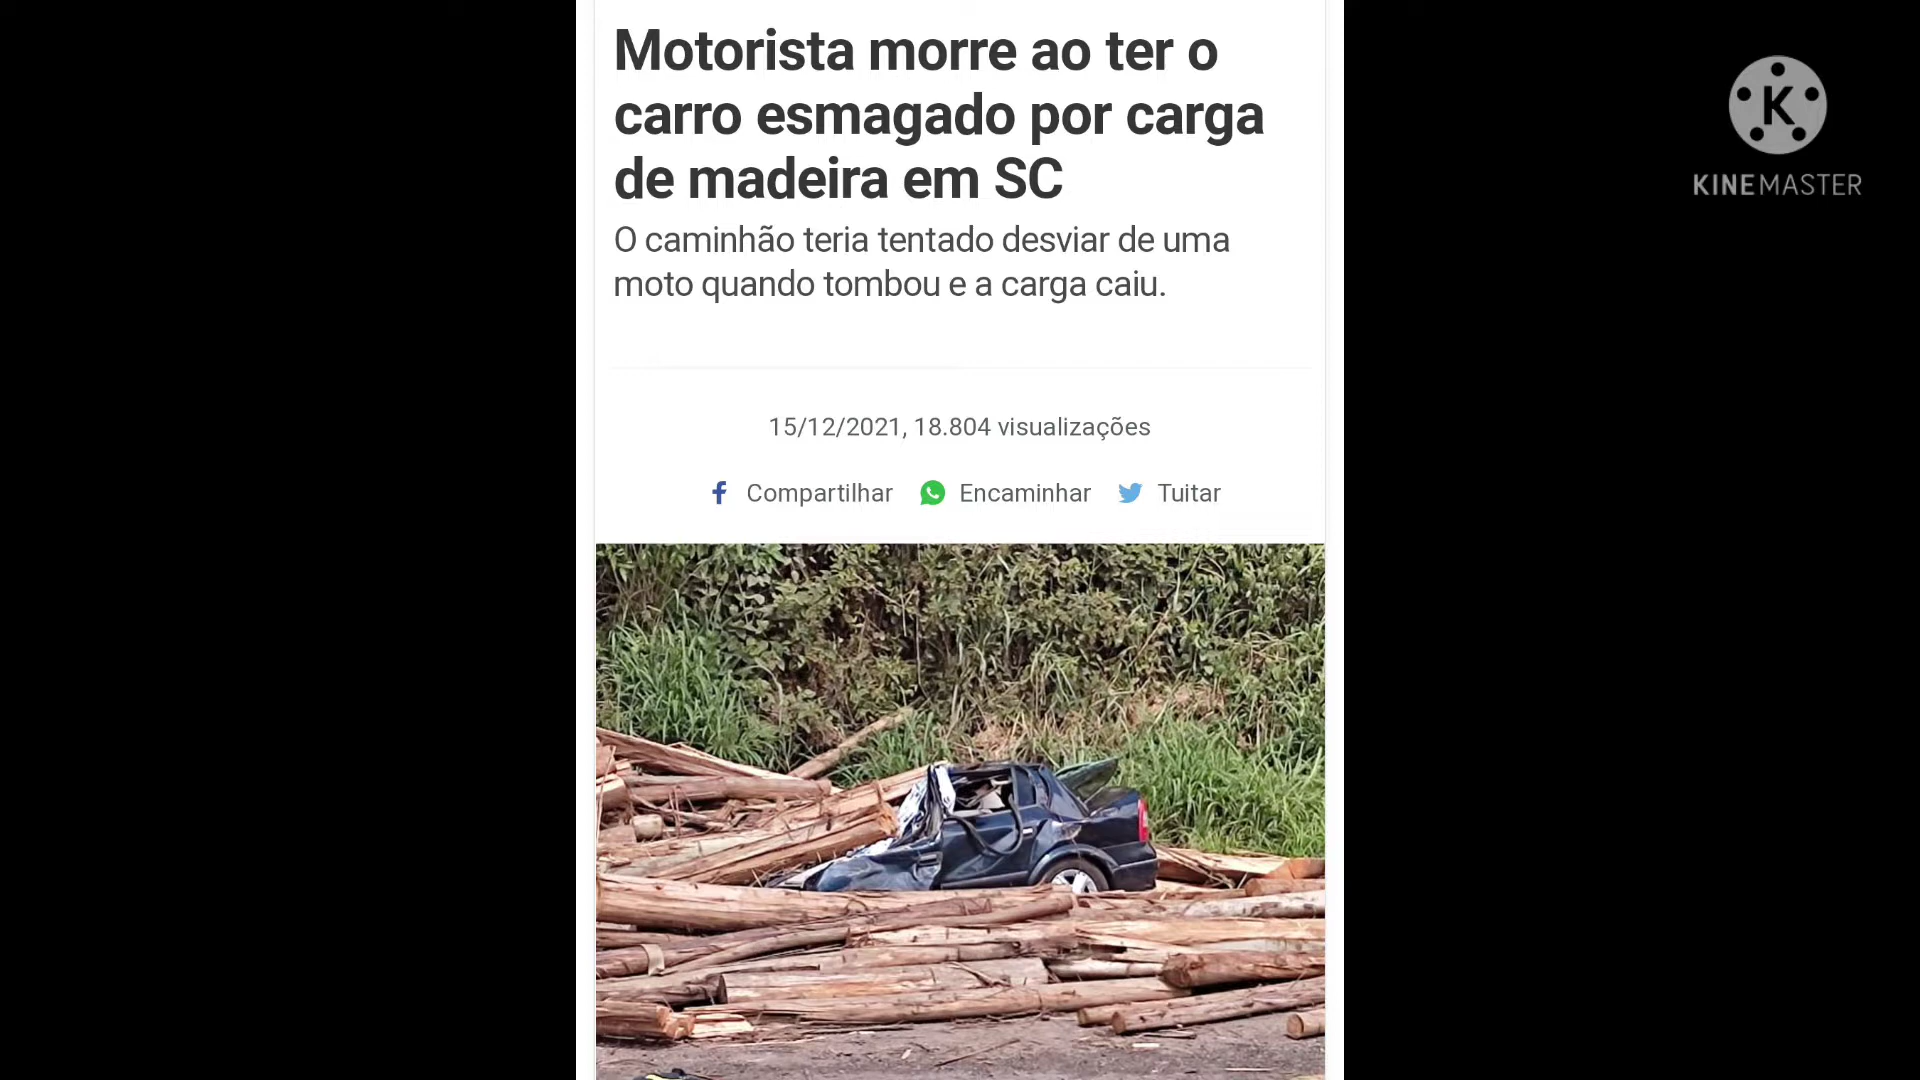 Motorista morre ao ter o
carro esmagado por carga
de madeira em SC
O caminhão teria tentado desviar de uma
moto quando tombou e a carga caiu.
15/12/2021, 18.804 visualizações
Compartilhar Encaminhar Tuitar
K
KINEMASTER